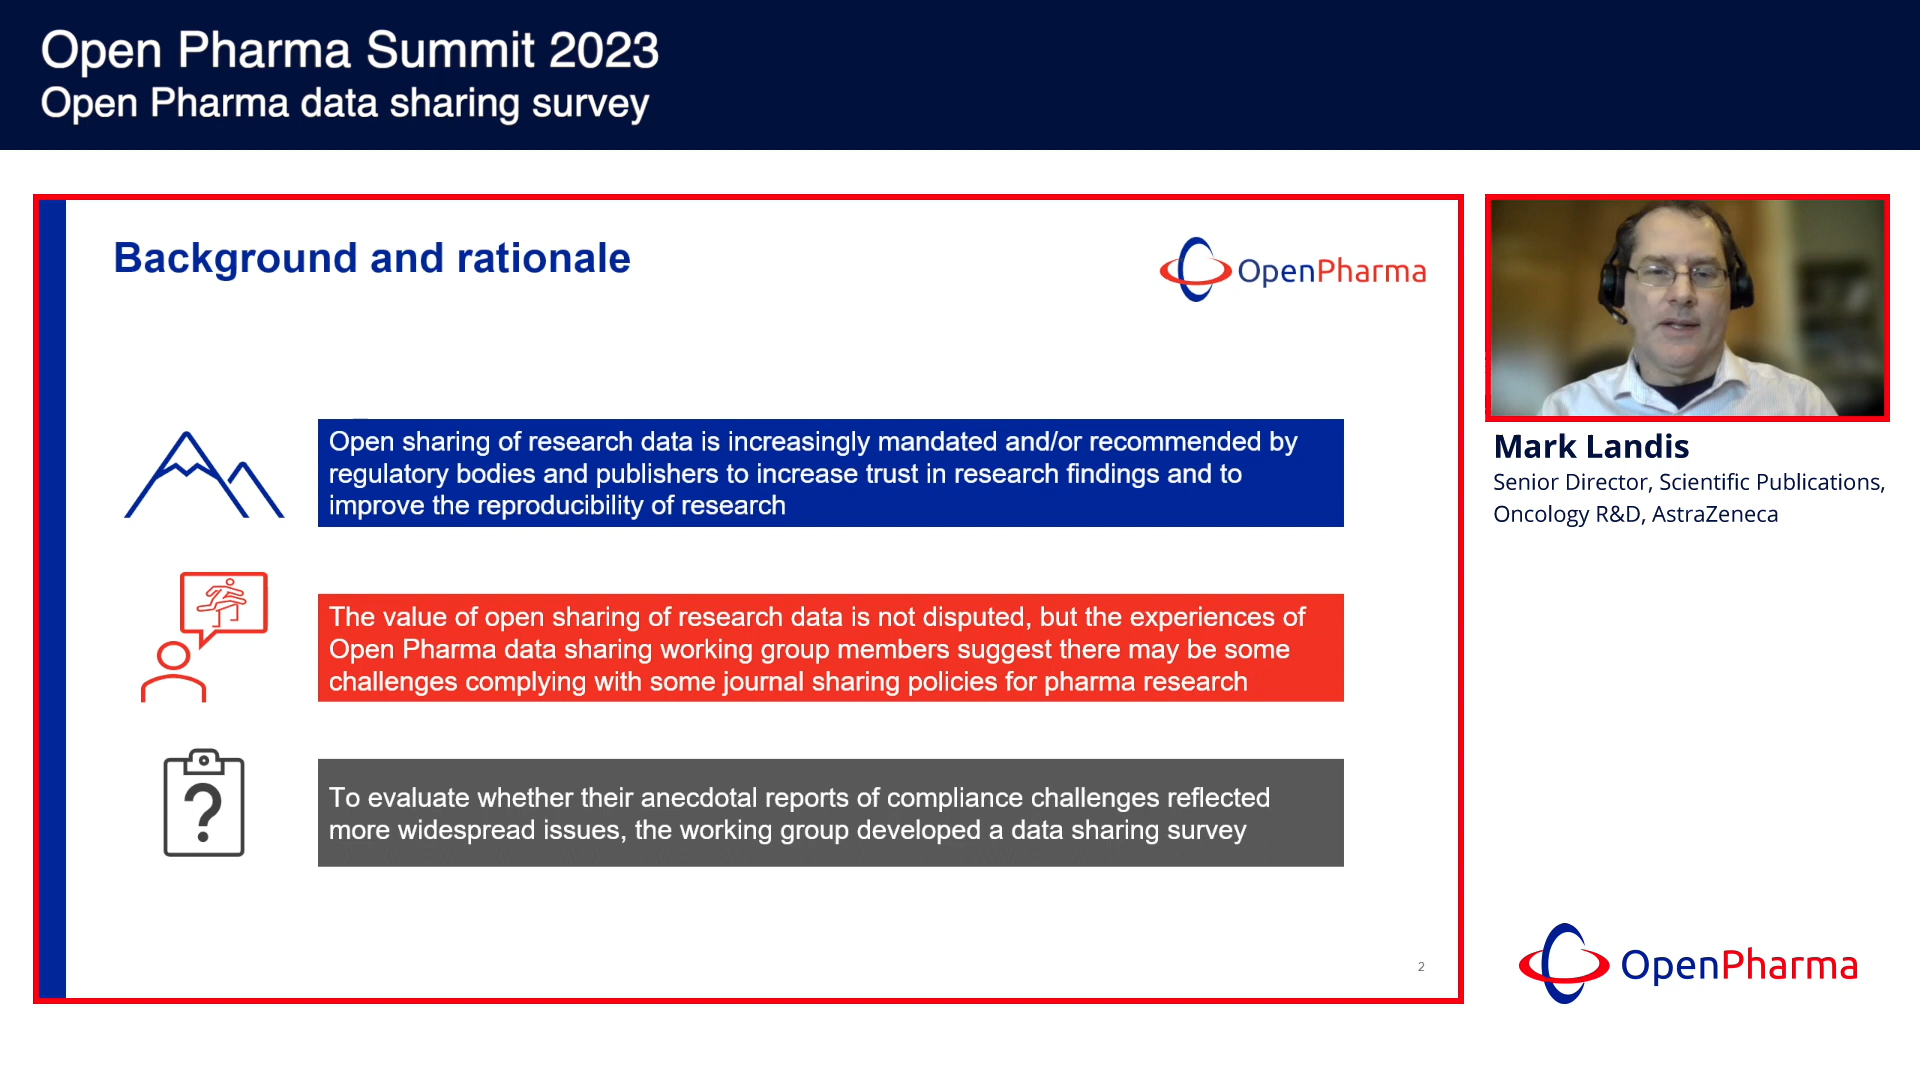 Open Pharma Summit 2023
Open Pharma data sharing survey
Background and rationale
OpenPharma
Open sharing of research data is increasingly mandated and/or recommended by
regulatory bodies and publishers to increase trust in research findings and to
improve the reproducibility of research
The value of open sharing of research data is not disputed, but the experiences of
Open Pharma data sharing working group members suggest there may be some
challenges complying with some journal sharing policies for pharma research
?
To evaluate whether their anecdotal reports of compliance challenges reflected
more widespread issues, the working group developed a data sharing survey
2
Mark Landis
Senior Director, Scientific Publications,
Oncology R&D, AstraZeneca
OpenPharma